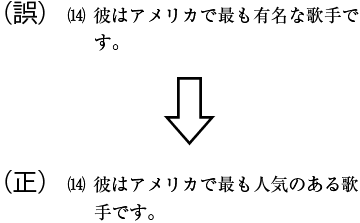 （誤） ⒁ 彼はアメリカで最も有名な歌手で
す。
（正） ⒁ 彼はアメリカで最も人気のある歌
手です。